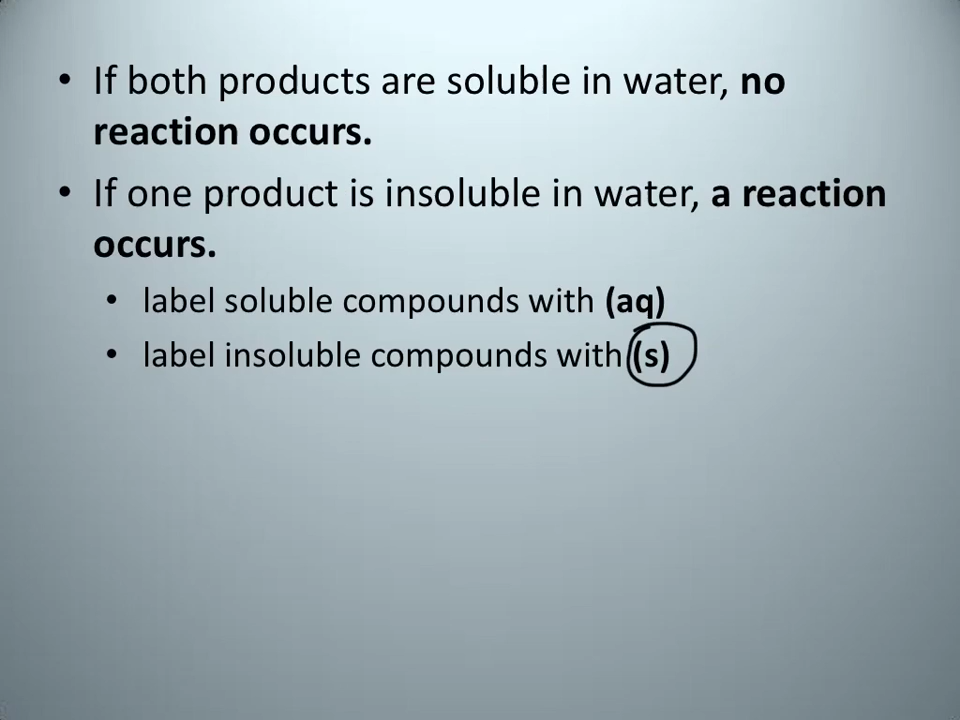 • If both products are soluble in water, no
reaction occurs.
• If one product is insoluble in water, a reaction
occurs.
• label soluble compounds with (aq)
• label insoluble compounds with (s)